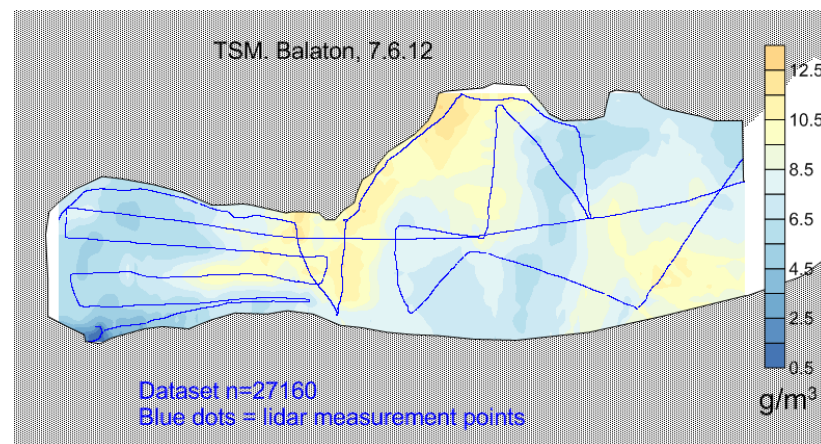 TSM. Balaton, 7.6.12
12.5
10.5
8.5
6.5
4.5
2.5
0.5
g/m³
Dataset n=27160
Blue dots = lidar measurement points